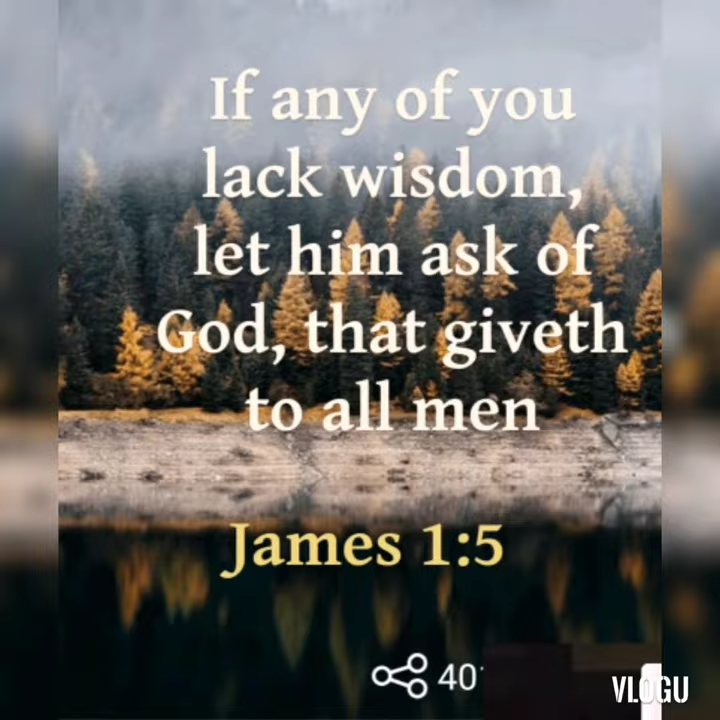 If any of you
lack wisdom,
let him ask of
God, that giveth
to all men
James 1:5
VLOGU